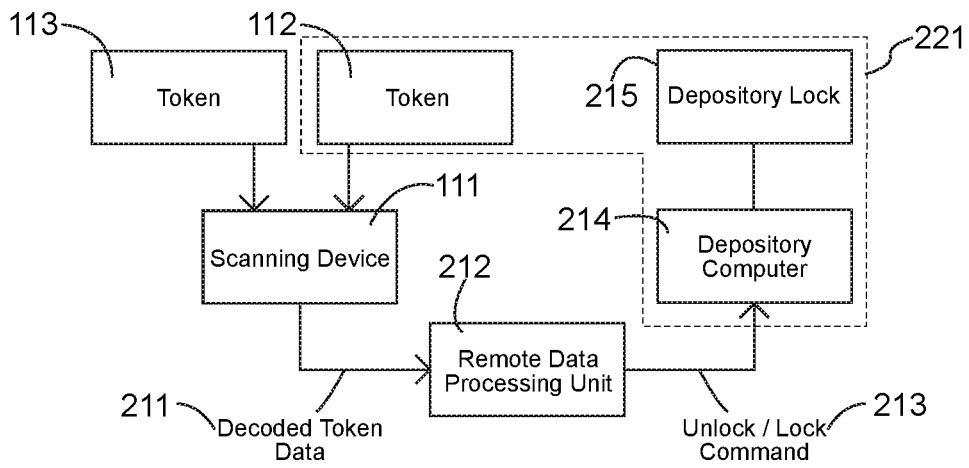 113
112
221
Token
Token
215
Depository Lock
111
214
Scanning Device
Depository
Computer
212
Remote Data
Processing Unit
211
Decoded Token
Data
Unlock / Lock
Command
213